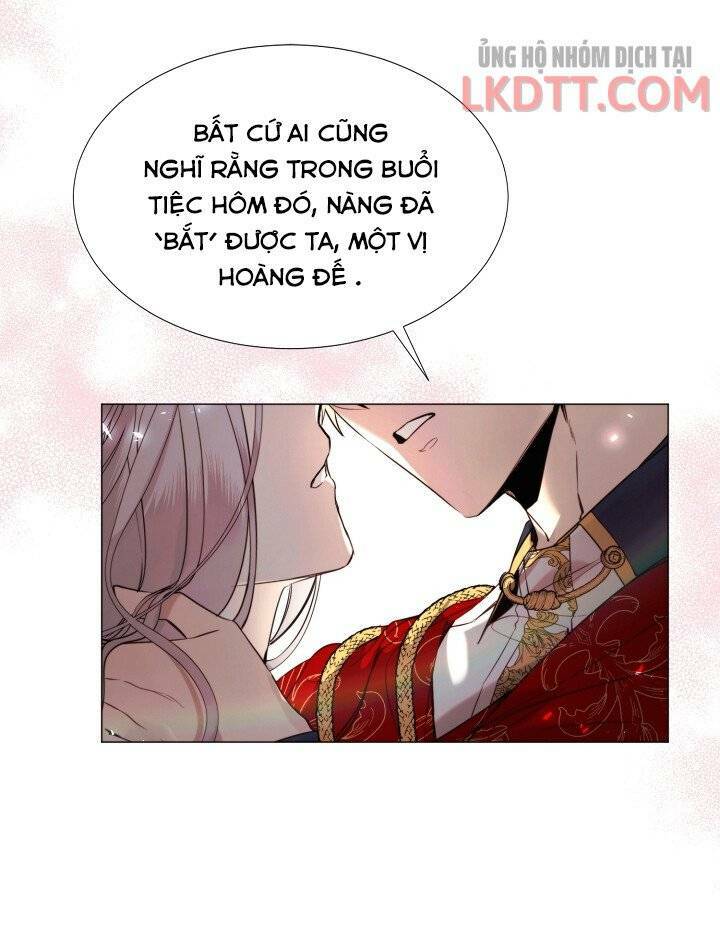 ỦNG HỘ NHÓM DỊCH TẠI
LKDTT.COM
BẤT CỨ AI CŨNG
NGHĨ RẰNG TRONG BUỔI
TIỆC HÔM ĐÓ, NÀNG ĐÃ
‵BẮT′ ĐƯỢC TA, MỘT VỊ
HOÀNG ĐẾ .